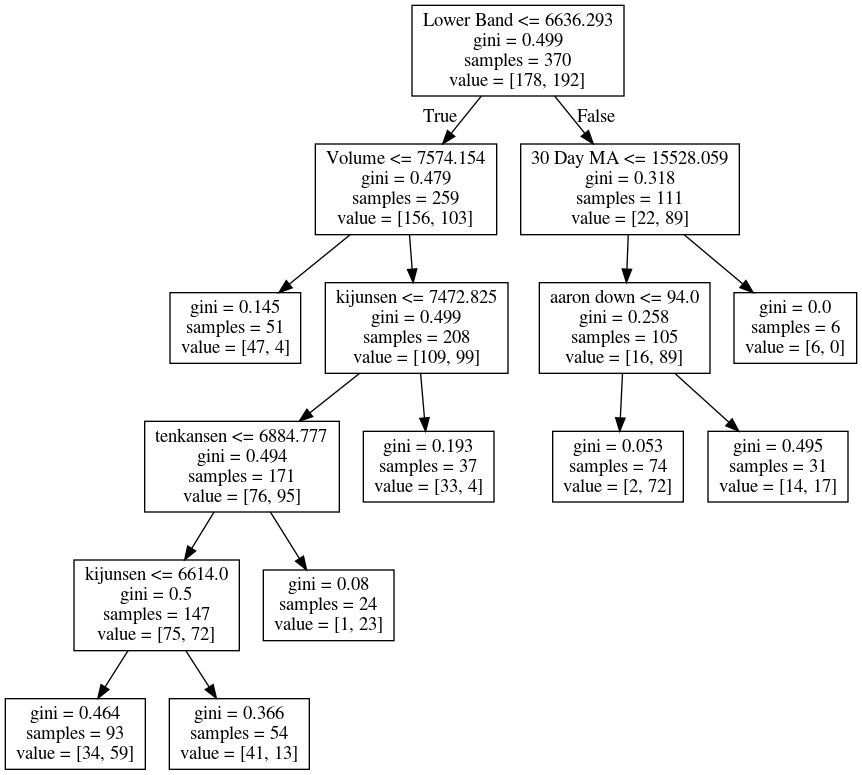 Lower Band <= 6636.293
gini = 0.499
samples = 370
value = [178, 192]
True
False
Volume <= 7574.154
gini = 0.479
samples = 259
value = [156, 103]
30 Day MA <= 15528.059
gini = 0.318
samples = 111
value = [22, 89]
gini = 0.145
samples = 51
value = [47, 4]
kijunsen <= 7472.825
gini = 0.499
samples = 208
value = [109, 99]
aaron down <= 94.0
gini = 0.258
samples = 105
value = [16, 89]
gini = 0.0
samples = 6
value = [6, 0]
tenkansen <= 6884.777
gini = 0.494
samples = 171
value = [76, 95]
gini = 0.193
samples = 37
value = [33, 4]
gini = 0.053
samples = 74
value = [2, 72]
gini = 0.495
samples = 31
value = [14, 17]
kijunsen <= 6614.0
gini = 0.5
samples = 147
value = [75, 72]
gini = 0.08
samples = 24
value = [1, 23]
gini = 0.464
samples = 93
value = [34, 59]
gini = 0.366
samples = 54
value = [41, 13]